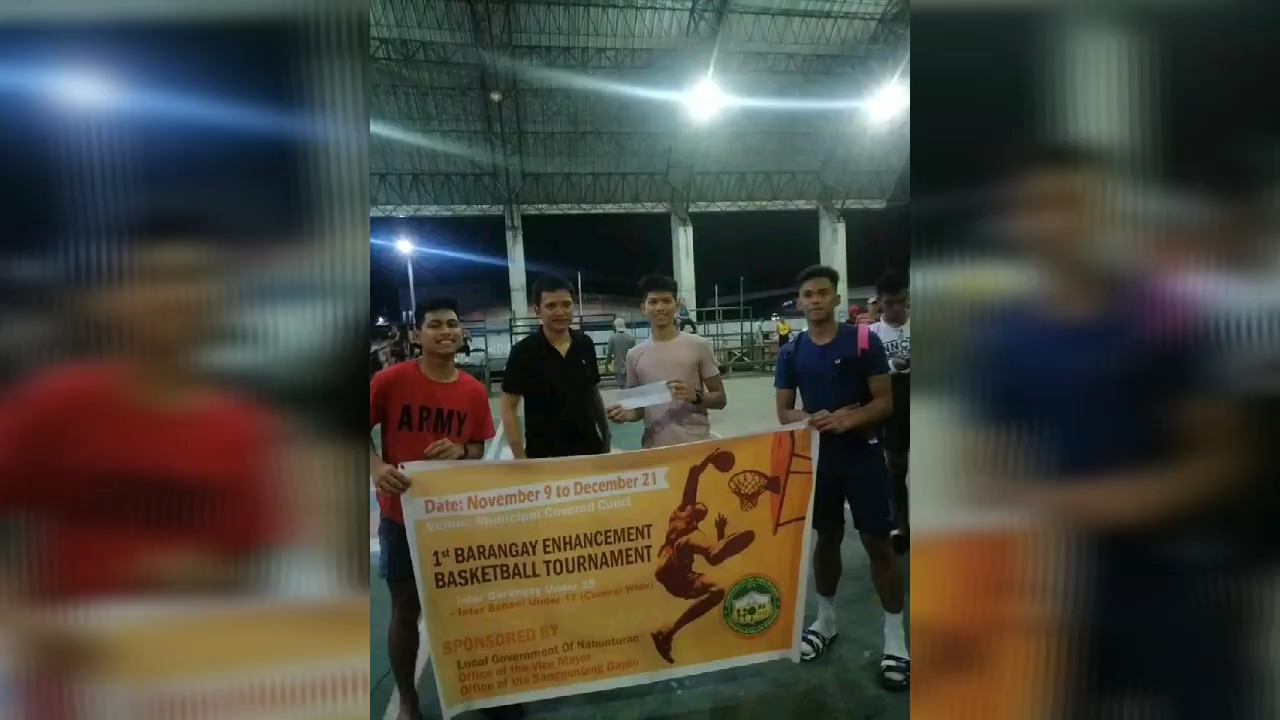 ARMY
Date: November 9 to December 21
Venue: Municipal Covered Court
1st BARANGAY ENHANCEMENT
BASKETBALL TOURNAMENT
- Inter Barangay Under 25
- Inter School Under 17 (Comval Wide)
SPONSORED BY
Local Government Of Nabunturan
Office of the Vice Mayor
Office of the Sangguniang Bayan